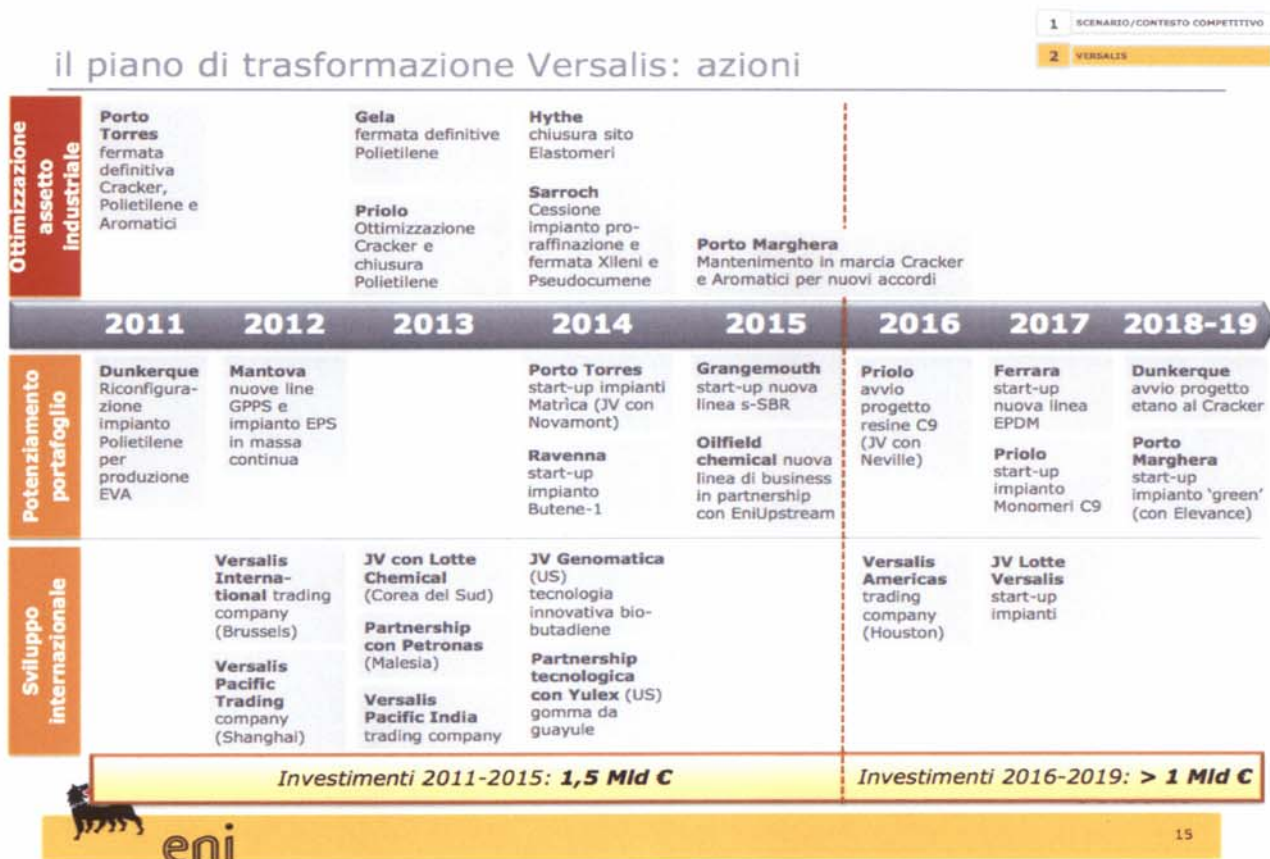 1 SCENARIO/CONTESTO COMPETITIVO
2 VERSALIS
il piano di trasformazione Versalis: azioni
Ottimizzazione
assetto
industriale
Porto
Torres
fermata
definitiva
Cracker,
Polietilene e
Aromatici
Gela
fermata definitive
Polietilene
Priolo
Ottimizzazione
Cracker e
chiusura
Polietilene
Hythe
chiusura sito
Elastomeri
Sarroch
Cessione
impianto pro-
raffinazione e
fermata Xileni e
Pseudocumene
Porto Marghera
Mantenimento in marcia Cracker
e Aromatici per nuovi accordi
2011 2012 2013 2014 2015 2016 2017 2018-19
Potenziamento
portafoglio
Dunkerque
Riconfigura-
zione
impianto
Polietilene
per
produzione
EVA
Mantova
nuove line
GPPS e
impianto EPS
in massa
continua
Porto Torres
start-up impianti
Matrìca (JV con
Novamont)
Ravenna
start-up
impianto
Butene-1
Grangemouth
start-up nuova
linea s-SBR
Oilfield
chemical nuova
linea di business
in partnership
con EniUpstream
Priolo
avvio
progetto
resine C9
(JV con
Neville)
Ferrara
start-up
nuova linea
EPDM
Priolo
start-up
impianto
Monomeri C9
Dunkerque
avvio progetto
etano al Cracker
Porto
Marghera
start-up
impianto 'green'
(con Elevance)
Sviluppo
internazionale
Versalis
Interna-
tional trading
company
(Brussels)
Versalis
Pacific
Trading
company
(Shanghai)
JV con Lotte
Chemical
(Corea del Sud)
Partnership
con Petronas
(Malesia)
Versalis
Pacific India
trading company
JV Genomatica
(US)
tecnologia
innovativa bio-
butadiene
Partnership
tecnologica
con Yulex (US)
gomma da
guayule
Versalis
Americas
trading
company
(Houston)
JV Lotte
Versalis
start-up
impianti
Investimenti 2011-2015: 1,5 Mld €
Investimenti 2016-2019: > 1 Mld €
eni
15